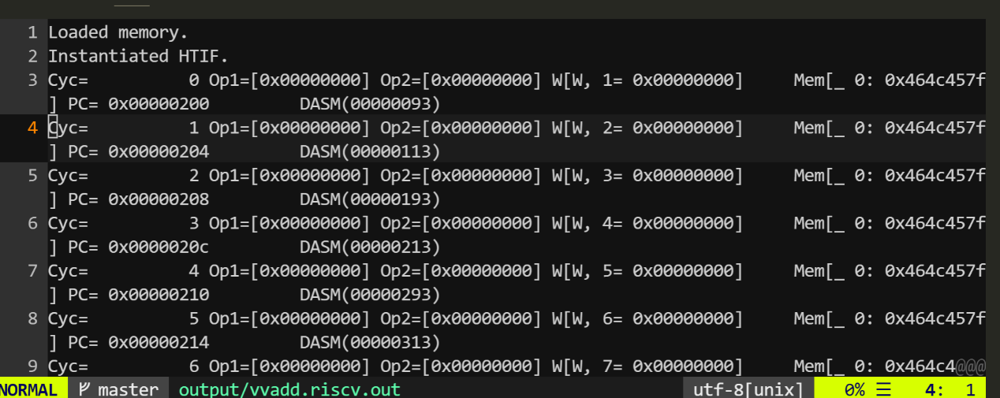 1 Loaded memory.
2 Instantiated HTIF.
3 Cyc=          0 Op1=[0x00000000] Op2=[0x00000000] W[W, 1= 0x00000000]     Mem[_ 0: 0x464c457f
] PC= 0x00000200         DASM(00000093)
4 Cyc=          1 Op1=[0x00000000] Op2=[0x00000000] W[W, 2= 0x00000000]     Mem[_ 0: 0x464c457f
] PC= 0x00000204         DASM(00000113)
5 Cyc=          2 Op1=[0x00000000] Op2=[0x00000000] W[W, 3= 0x00000000]     Mem[_ 0: 0x464c457f
] PC= 0x00000208         DASM(00000193)
6 Cyc=          3 Op1=[0x00000000] Op2=[0x00000000] W[W, 4= 0x00000000]     Mem[_ 0: 0x464c457f
] PC= 0x0000020c         DASM(00000213)
7 Cyc=          4 Op1=[0x00000000] Op2=[0x00000000] W[W, 5= 0x00000000]     Mem[_ 0: 0x464c457f
] PC= 0x00000210         DASM(00000293)
8 Cyc=          5 Op1=[0x00000000] Op2=[0x00000000] W[W, 6= 0x00000000]     Mem[_ 0: 0x464c457f
] PC= 0x00000214         DASM(00000313)
9 Cyc=          6 Op1=[0x00000000] Op2=[0x00000000] W[W, 7= 0x00000000]     Mem[_ 0: 0x464c4@@@
NORMAL master output/vvadd.riscv.out utf-8[unix] 0% ☰ 4: 1